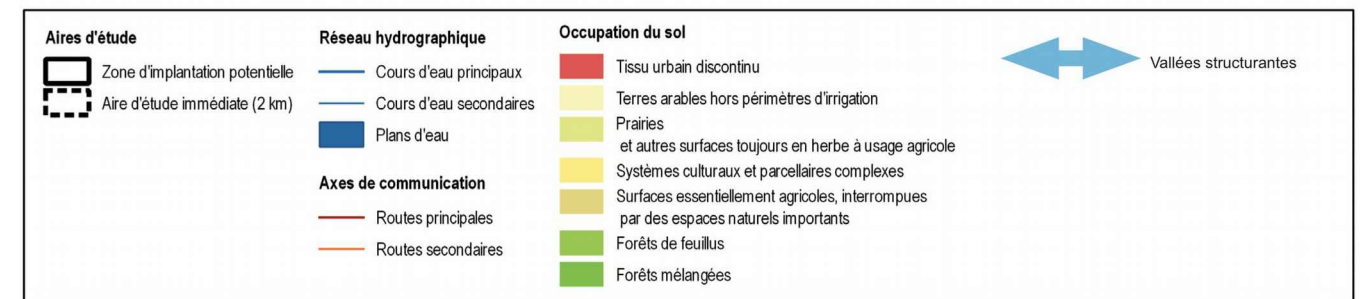 Aires d'étude
Zone d'implantation potentielle
Aire d'étude immédiate (2 km)
Réseau hydrographique
Cours d'eau principaux
Cours d'eau secondaires
Plans d'eau
Axes de communication
Routes principales
Routes secondaires
Occupation du sol
Tissu urbain discontinu
Terres arables hors périmètres d'irrigation
Prairies
et autres surfaces toujours en herbe à usage agricole
Systèmes culturaux et parcellaires complexes
Surfaces essentiellement agricoles, interrompues
par des espaces naturels importants
Forêts de feuillus
Forêts mélangées
Vallées structurantes